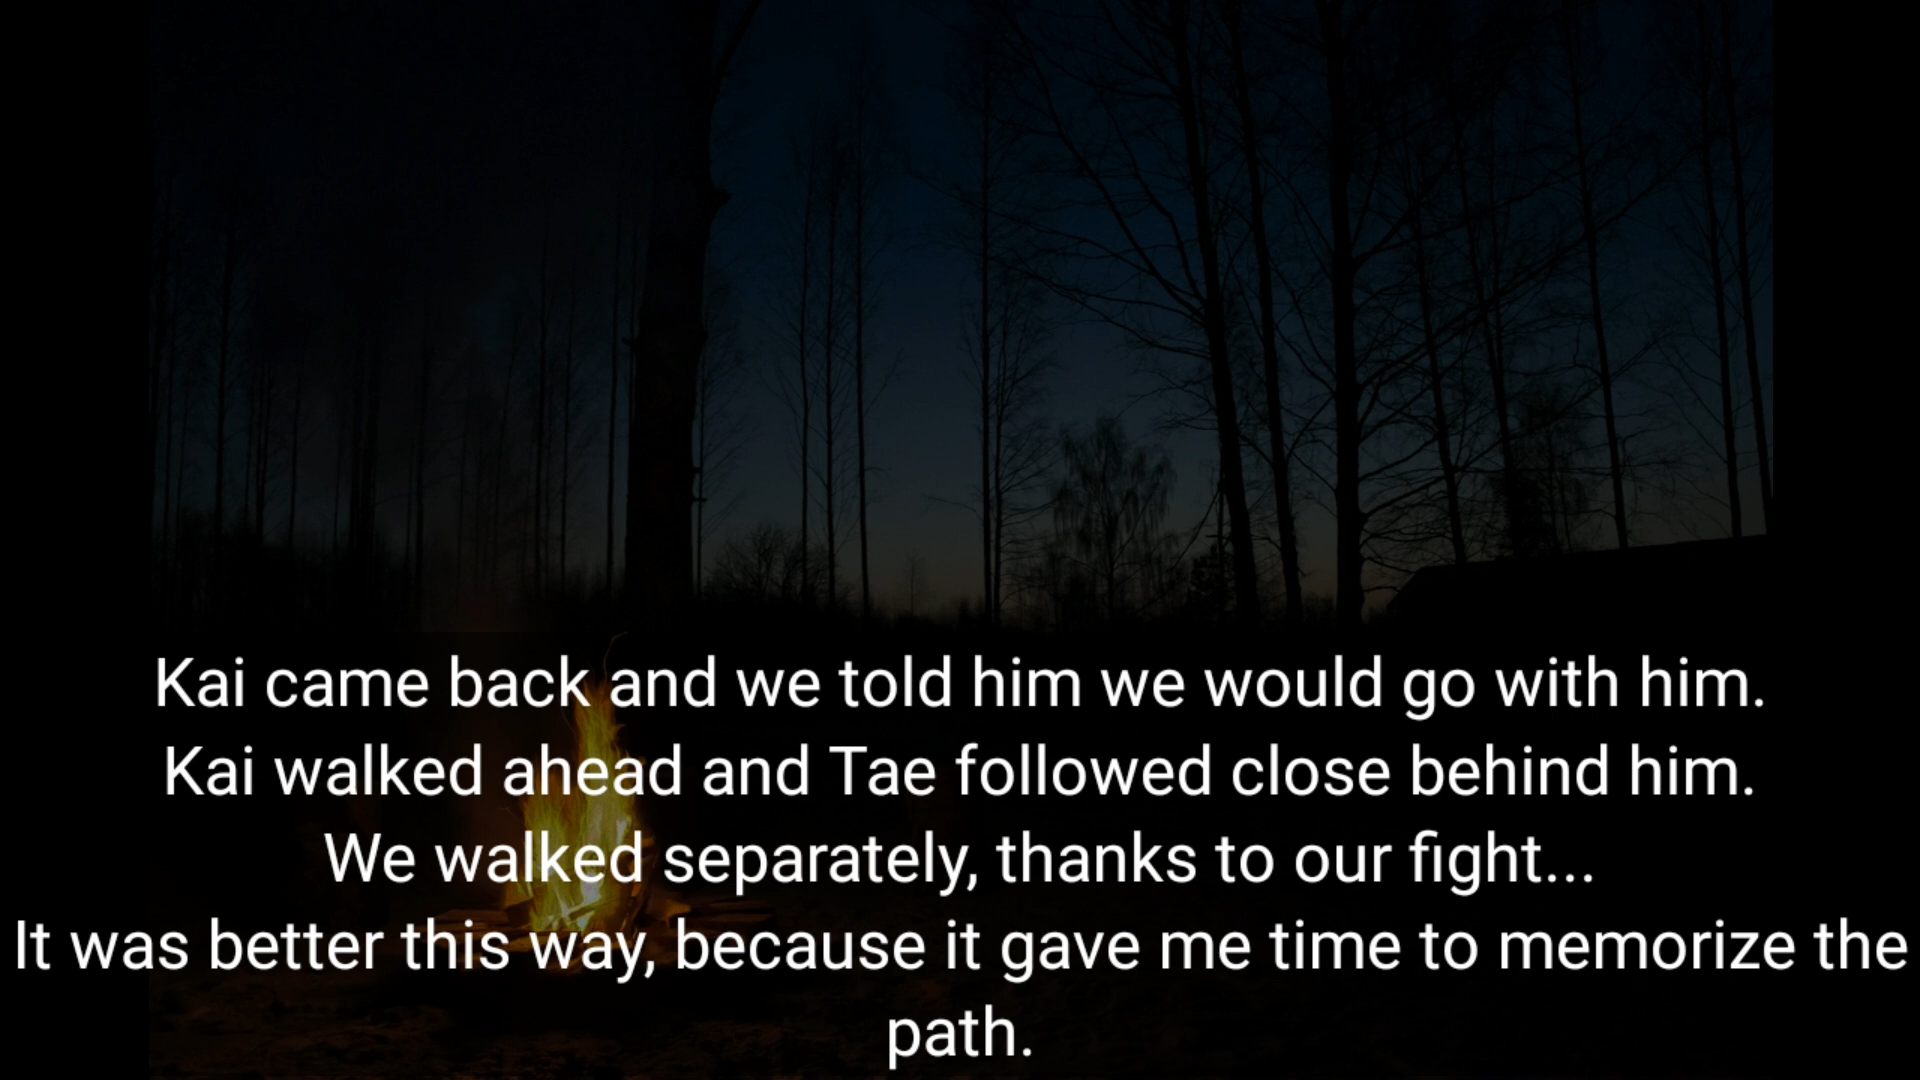 Kai came back and we told him we would go with him.
Kai walked ahead and Tae followed close behind him.
We walked separately, thanks to our fight...
It was better this way, because it gave me time to memorize the
path.